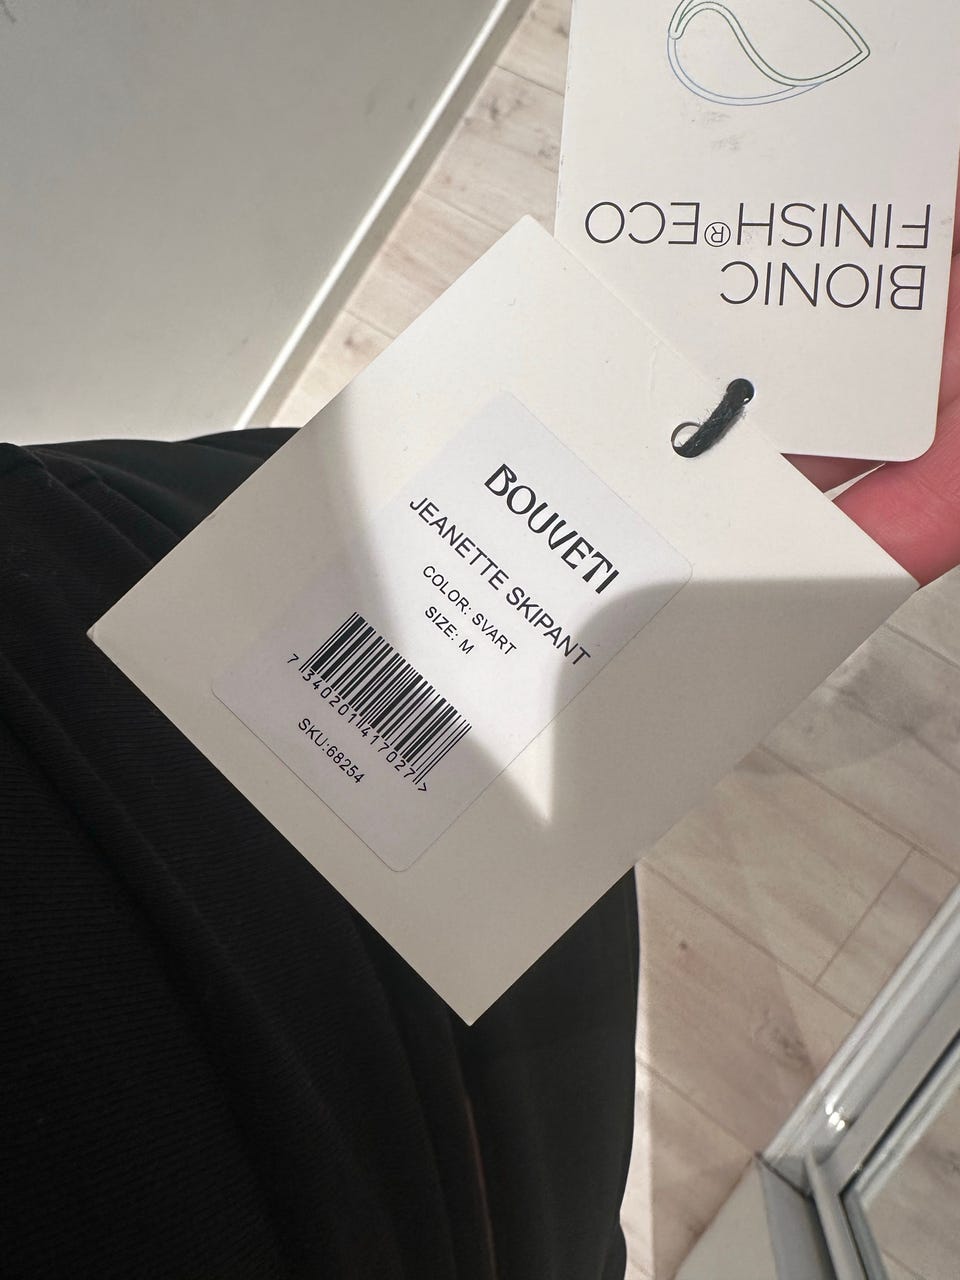 BIONIC
FINISH®ECO
BOUVETI
JEANETTE SKIPANT
COLOR: SVART
SIZE: M
7 340201 417027 >
SKU:68254